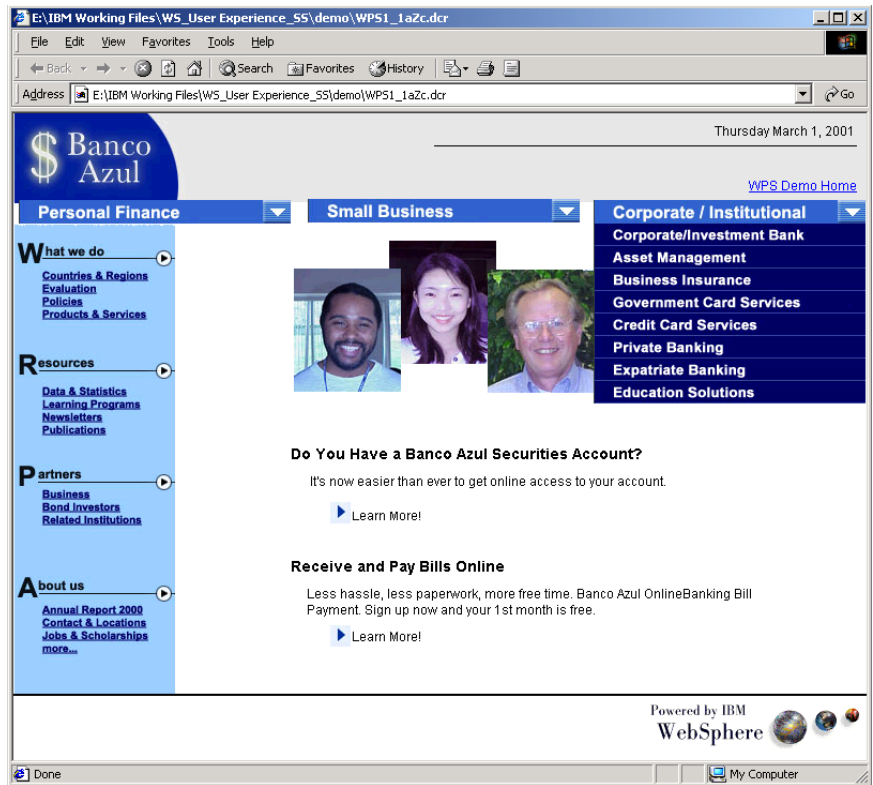 E:\IBM Working Files\WS_User Experience_SS\demo\WPS1_1aZc.dcr
File Edit View Favorites Tools Help
Back Search Favorites History
Address E:\IBM Working Files\WS_User Experience_SS\demo\WPS1_1aZc.dcr Go
Thursday March 1, 2001
$ Banco
Azul
WPS Demo Home
Personal Finance Small Business Corporate / Institutional
Corporate/Investment Bank
Asset Management
Business Insurance
Government Card Services
Credit Card Services
Private Banking
Expatriate Banking
Education Solutions
What we do
Countries & Regions
Evaluation
Policies
Products & Services
Resources
Data & Statistics
Learning Programs
Newsletters
Publications
Partners
Business
Bond Investors
Related Institutions
About us
Annual Report 2000
Contact & Locations
Jobs & Scholarships
more...
Do You Have a Banco Azul Securities Account?
It's now easier than ever to get online access to your account.
Learn More!
Receive and Pay Bills Online
Less hassle, less paperwork, more free time. Banco Azul OnlineBanking Bill
Payment. Sign up now and your 1st month is free.
Learn More!
Powered by IBM
WebSphere
Done My Computer